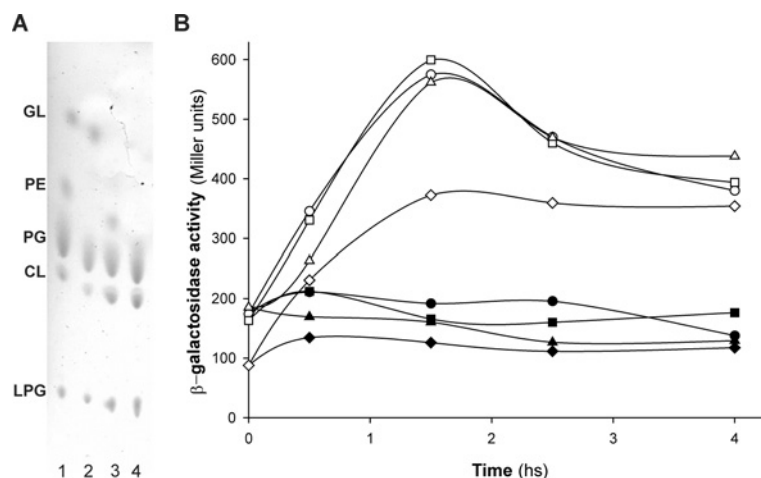 A
GL
PE
PG
CL
LPG
1 2 3 4
B
β-galactosidase activity (Miller units)
600
500
400
300
200
100
0
0 1 2 3 4
Time (hs)